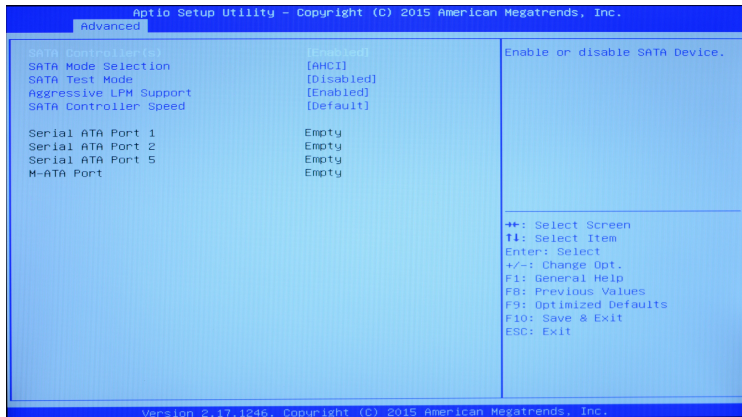 Aptio Setup Utility – Copyright (C) 2015 American Megatrends, Inc.
Advanced
SATA Controller(s) [Enabled]
SATA Mode Selection [AHCI]
SATA Test Mode [Disabled]
Aggressive LPM Support [Enabled]
SATA Controller Speed [Default]
Serial ATA Port 1 Empty
Serial ATA Port 2 Empty
Serial ATA Port 5 Empty
M-ATA Port Empty
Enable or disable SATA Device.
→←: Select Screen
↑↓: Select Item
Enter: Select
+/-: Change Opt.
F1: General Help
F8: Previous Values
F9: Optimized Defaults
F10: Save & Exit
ESC: Exit
Version 2.17.1246. Copyright (C) 2015 American Megatrends, Inc.